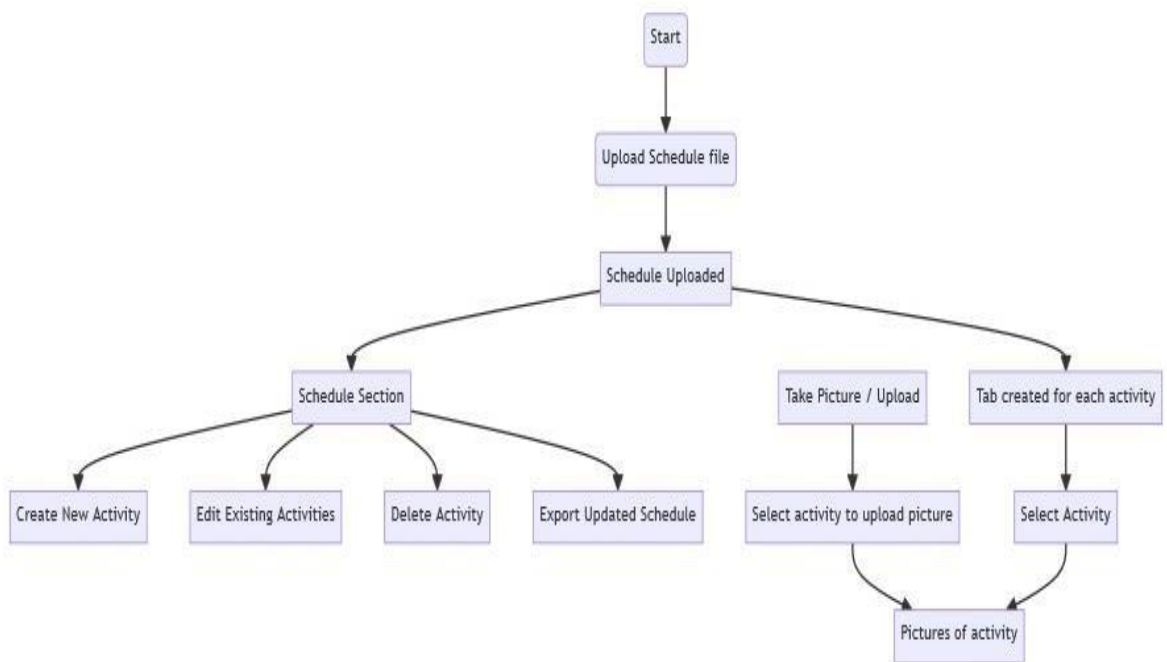 Start
Upload Schedule file
Schedule Uploaded
Schedule Section
Take Picture / Upload
Tab created for each activity
Create New Activity
Edit Existing Activities
Delete Activity
Export Updated Schedule
Select activity to upload picture
Select Activity
Pictures of activity